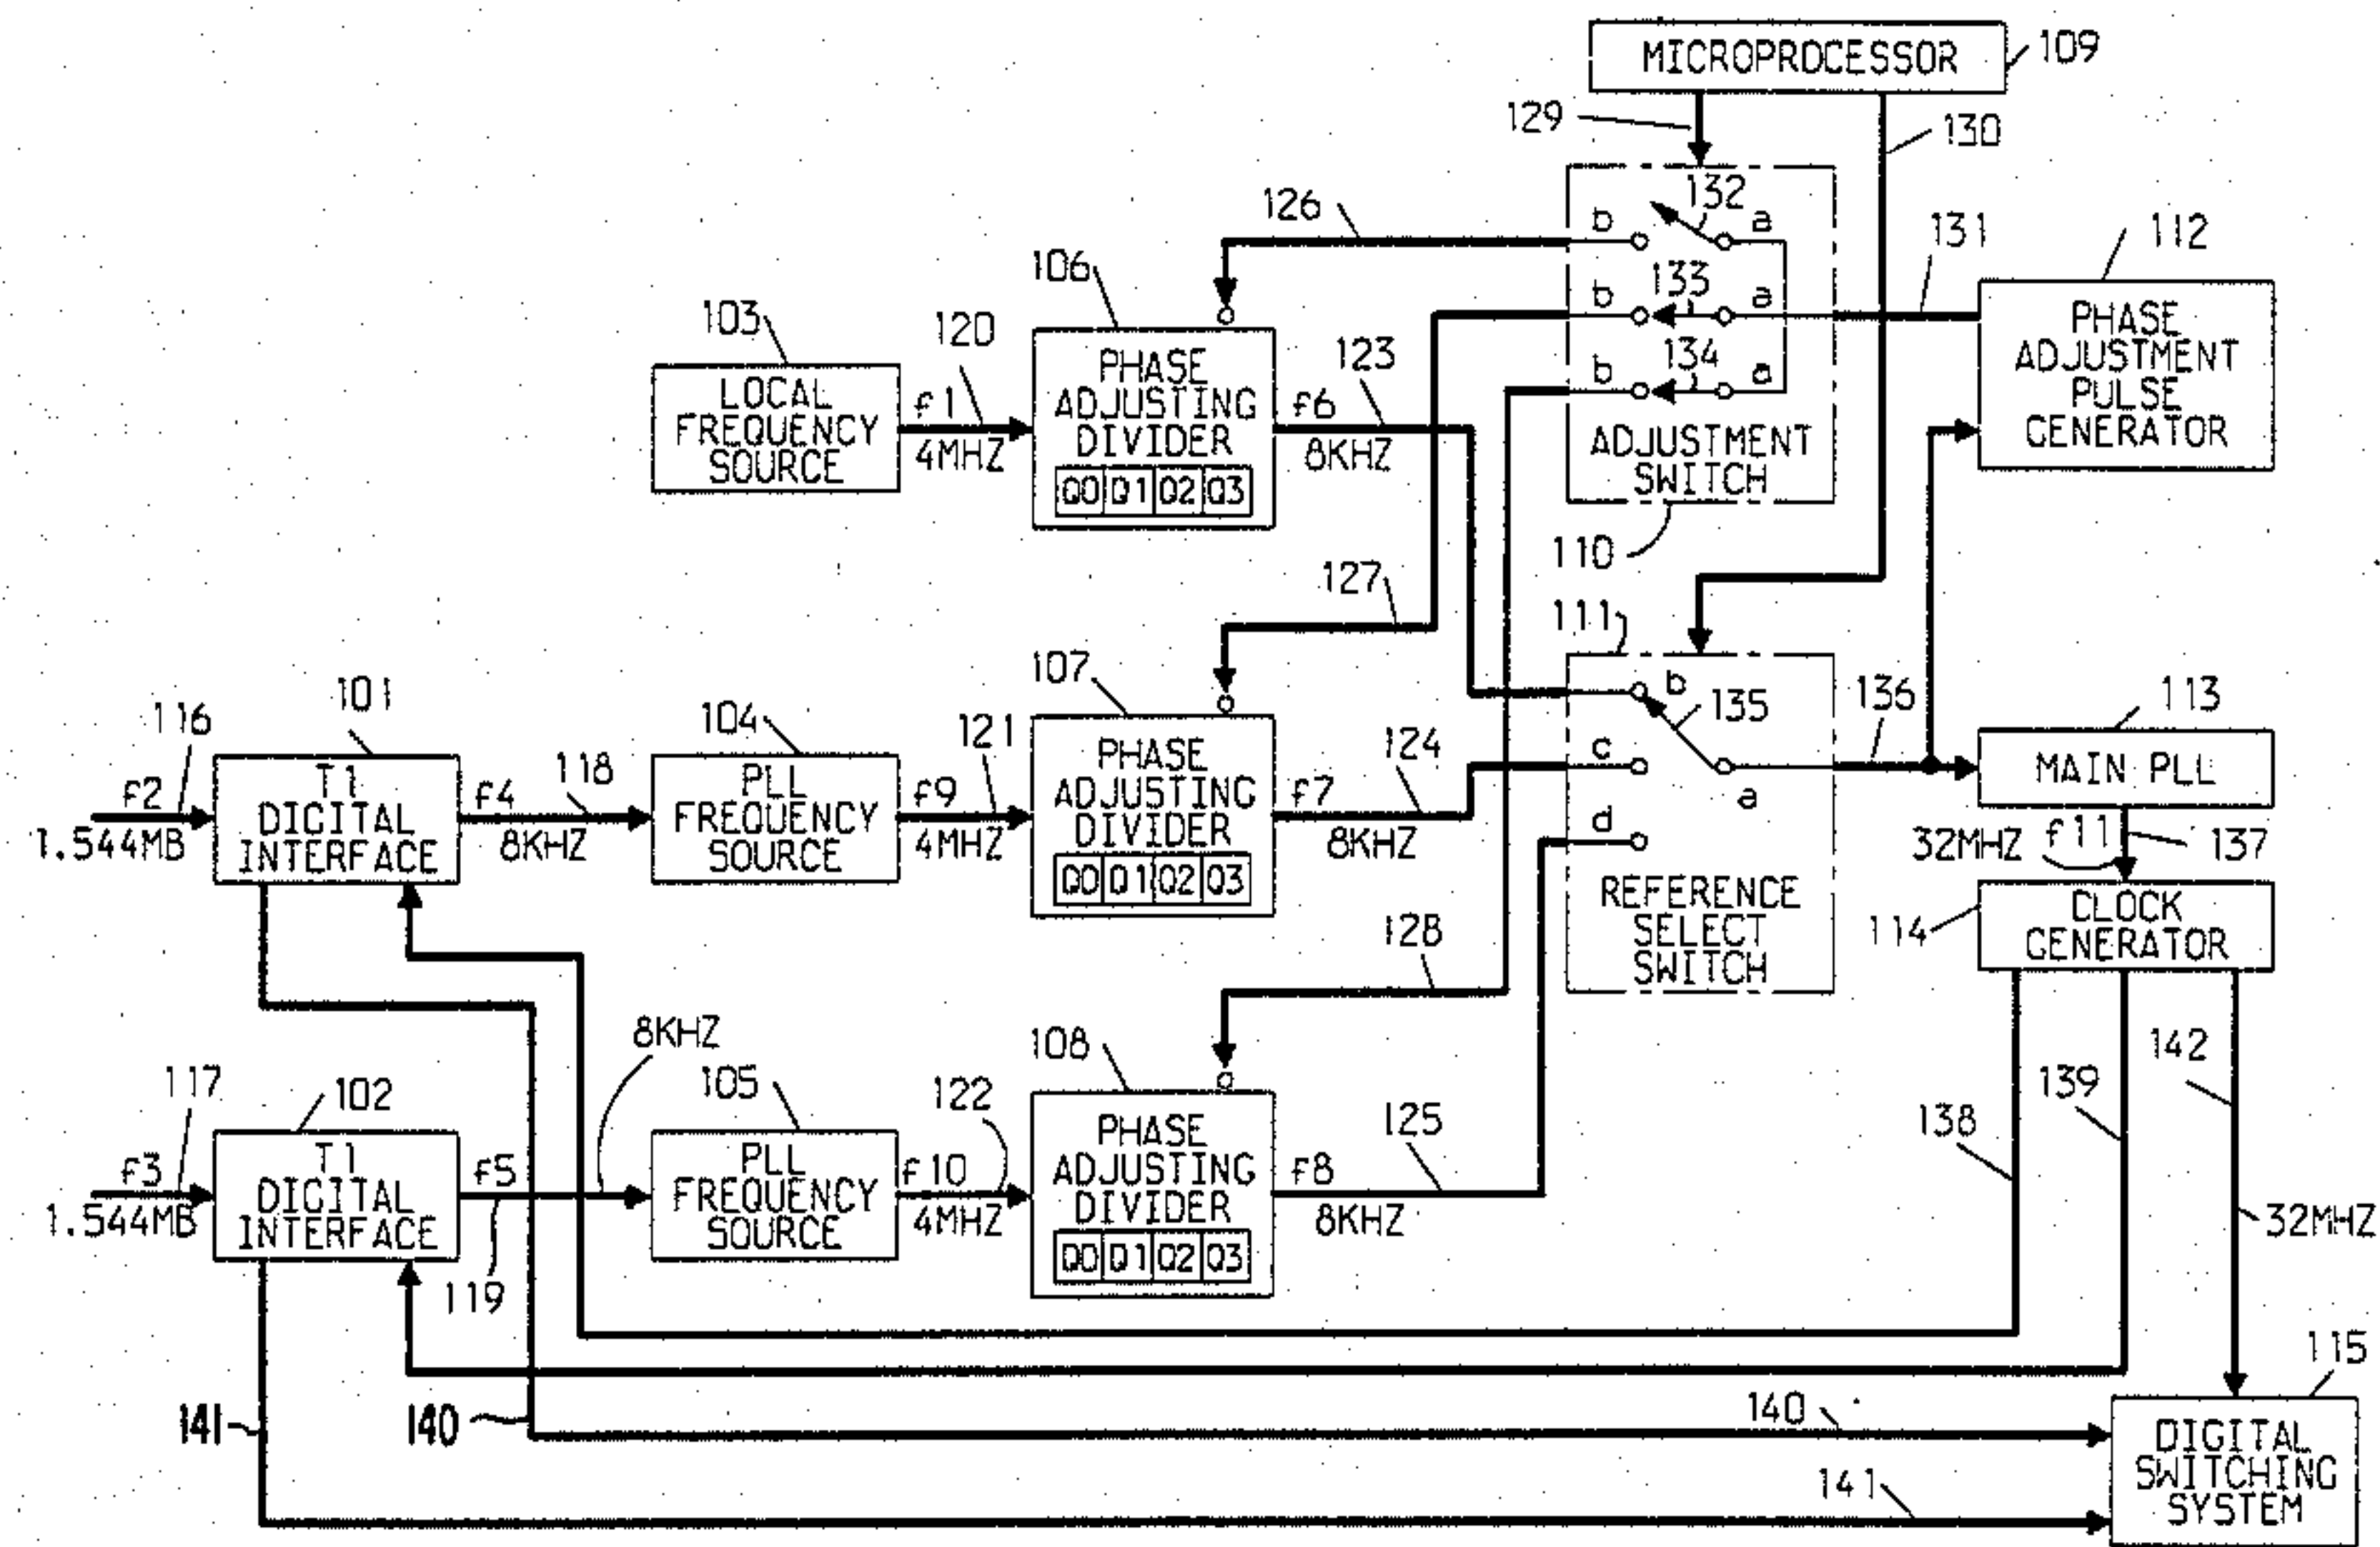 MICROPROCESSOR
109
129
130
132
126
b
a
131
112
106
133
b
a
PHASE
ADJUSTMENT
PULSE
GENERATOR
103
120
123
134
b
a
LOCAL
FREQUENCY
SOURCE
f1
4MHZ
PHASE
ADJUSTING
DIVIDER
Q0 Q1 Q2 Q3
f6
8KHZ
ADJUSTMENT
SWITCH
110
127
111
107
b
135
136
113
101
116
104
121
124
f2
1.544MB
T1
DIGITAL
INTERFACE
f4
118
8KHZ
PLL
FREQUENCY
SOURCE
f9
4MHZ
PHASE
ADJUSTING
DIVIDER
Q0 Q1 Q2 Q3
f7
8KHZ
c
a
d
MAIN PLL
32MHZ
f11
137
REFERENCE
SELECT
SWITCH
114
CLOCK
GENERATOR
128
8KHZ
108
142
117
102
105
122
139
125
138
f3
1.544MB
T1
DIGITAL
INTERFACE
f5
119
PLL
FREQUENCY
SOURCE
f10
4MHZ
PHASE
ADJUSTING
DIVIDER
Q0 Q1 Q2 Q3
f8
8KHZ
32MHZ
115
141
140
140
DIGITAL
SWITCHING
SYSTEM
141